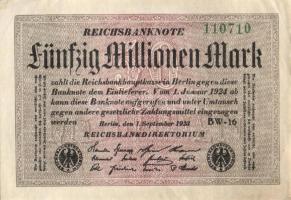 REICHSBANKNOTE
110710
Fünfzig Millionen Mark
zahlt die Reichsbankhauptkasse in Berlin gegen diese
Banknote dem Einlieferer. Vom 1. Januar 1924 ab
kann diese Banknote aufgerufen und unter Umtausch
gegen andere gesetzliche Zahlungsmittel eingezogen
werden
Berlin, den 1. September 1923
BW-16
REICHSBANKDIREKTORIUM